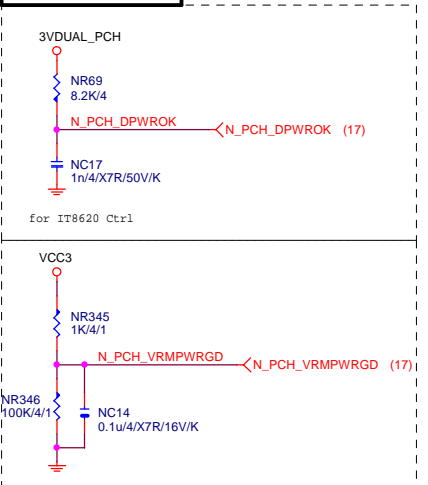 3VDUAL_PCH
NR69
8.2K/4
N_PCH_DPWROK
N_PCH_DPWROK (17)
NC17
1n/4/X7R/50V/K
for IT8620 Ctrl
VCC3
NR345
1K/4/1
N_PCH_VRMPWRGD
N_PCH_VRMPWRGD (17)
NR346
100K/4/1
NC14
0.1u/4/X7R/16V/K